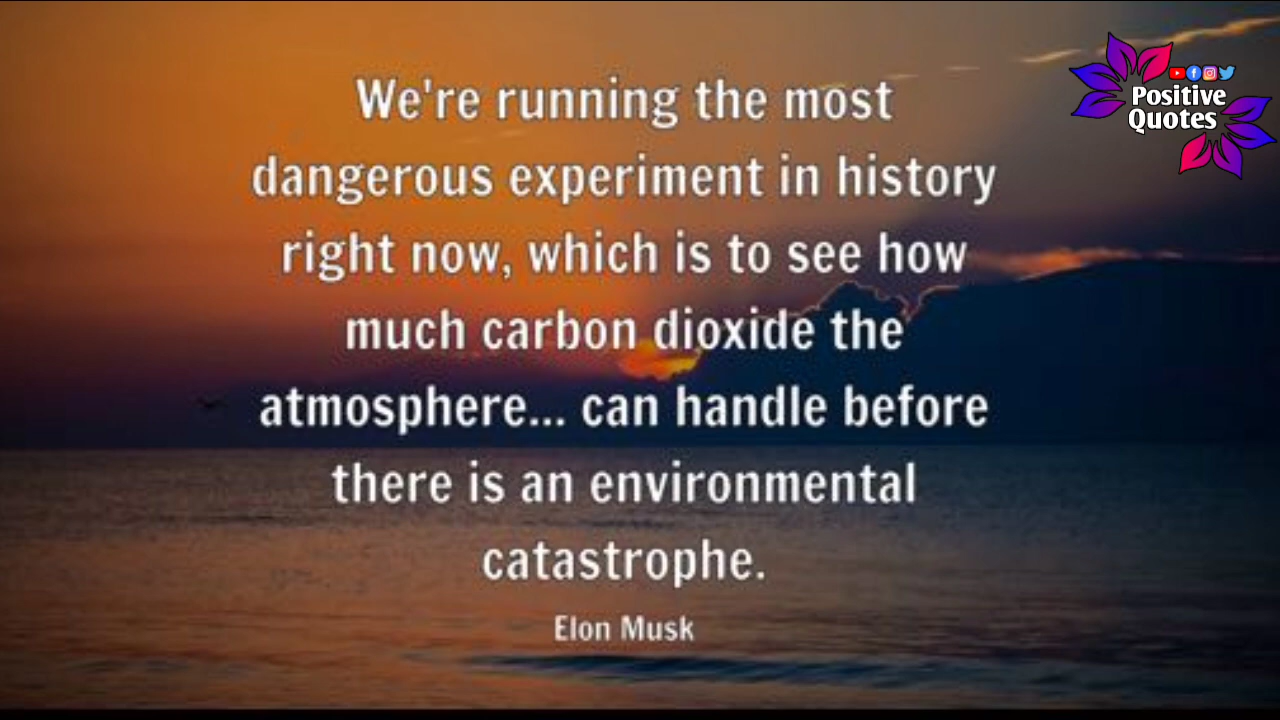 We're running the most
dangerous experiment in history
right now, which is to see how
much carbon dioxide the
atmosphere... can handle before
there is an environmental
catastrophe.
Elon Musk
Positive
Quotes